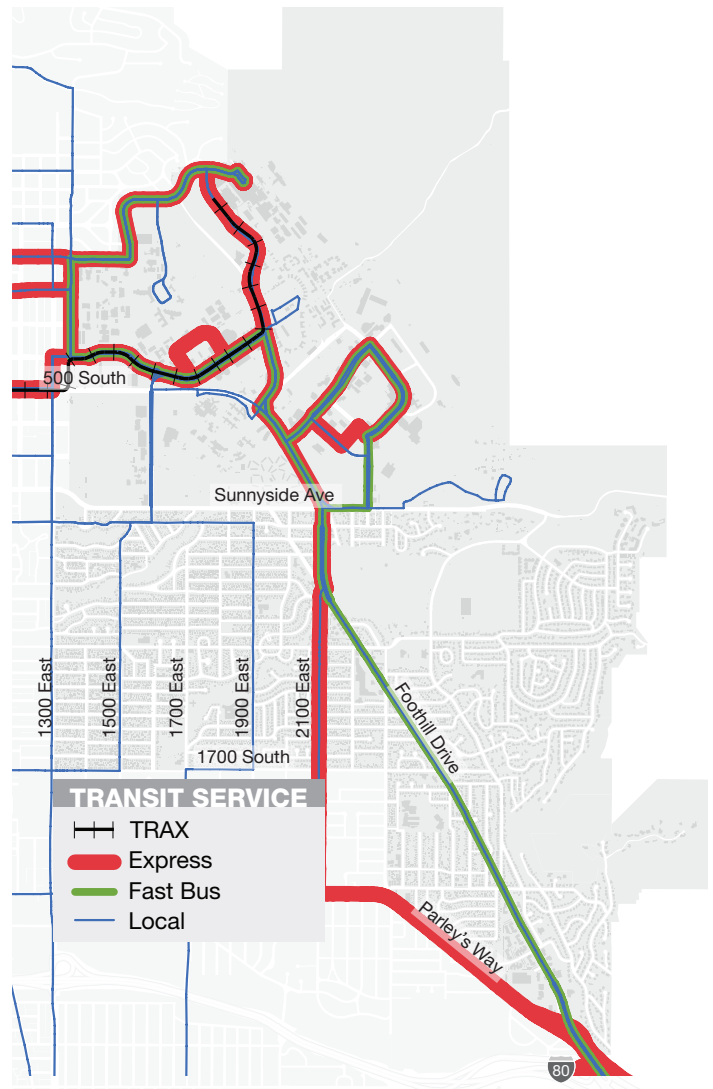 500 South
Sunnyside Ave
1300 East
1500 East
1700 East
1900 East
2100 East
Foothill Drive
1700 South
TRANSIT SERVICE
TRAX
Express
Fast Bus
Local
Parley's Way
80